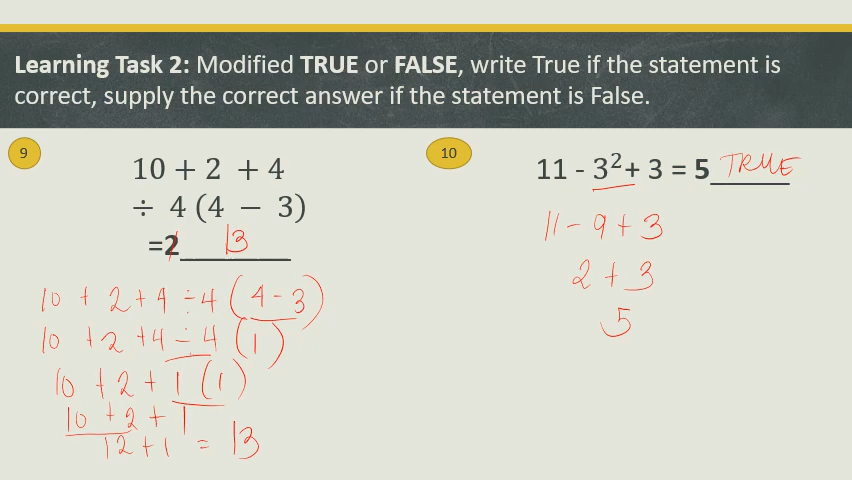 Learning Task 2: Modified TRUE or FALSE, write True if the statement is
correct, supply the correct answer if the statement is False.
9
10 + 2 + 4
÷ 4 (4 − 3)
=2________ 13
10 + 2 + 4 ÷ 4 (4 - 3)
10 + 2 + 4 ÷ 4 (1)
10 + 2 + 1 (1)
10 + 2 + 1
12 + 1 = 13
10
11 - 3²+ 3 = 5______ TRUE
11 - 9 + 3
2 + 3
5